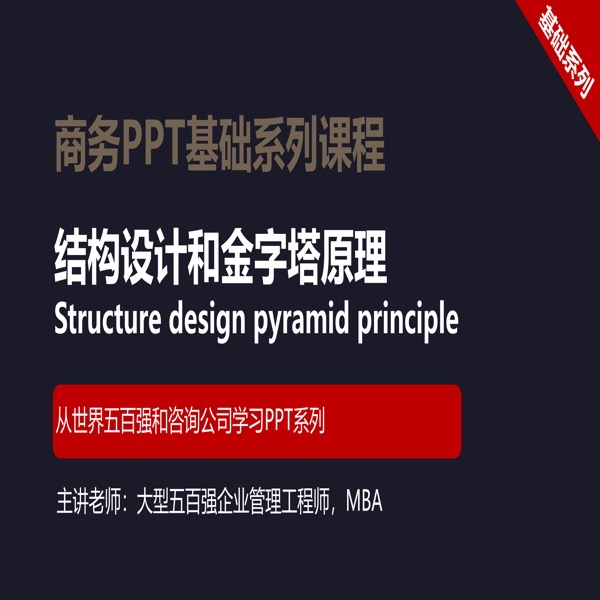 基础系列
商务PPT基础系列课程
结构设计和金字塔原理
Structure design pyramid principle
从世界五百强和咨询公司学习PPT系列
主讲老师：大型五百强企业管理工程师，MBA